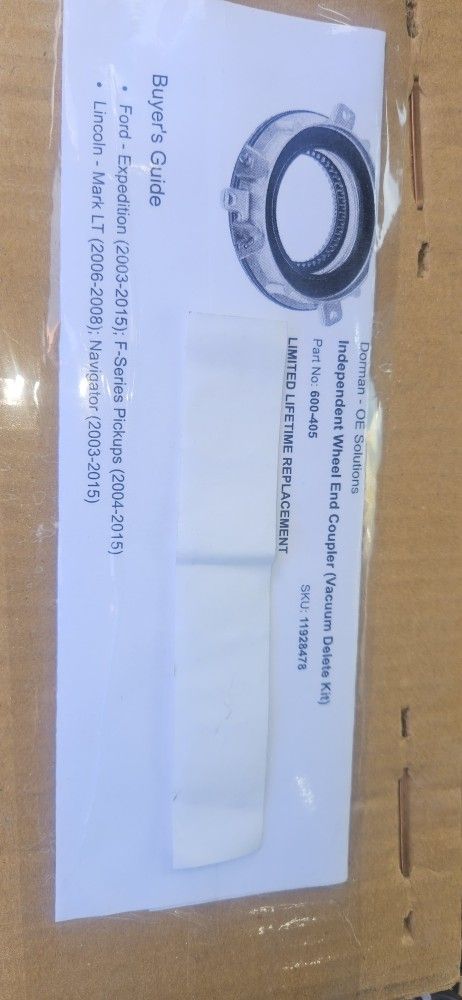 Dorman - OE Solutions
Independent Wheel End Coupler (Vacuum Delete Kit)
Part No: 600-405 SKU: 11928478
LIMITED LIFETIME REPLACEMENT
Buyer's Guide
• Ford - Expedition (2003-2015); F-Series Pickups (2004-2015)
• Lincoln - Mark LT (2006-2008); Navigator (2003-2015)